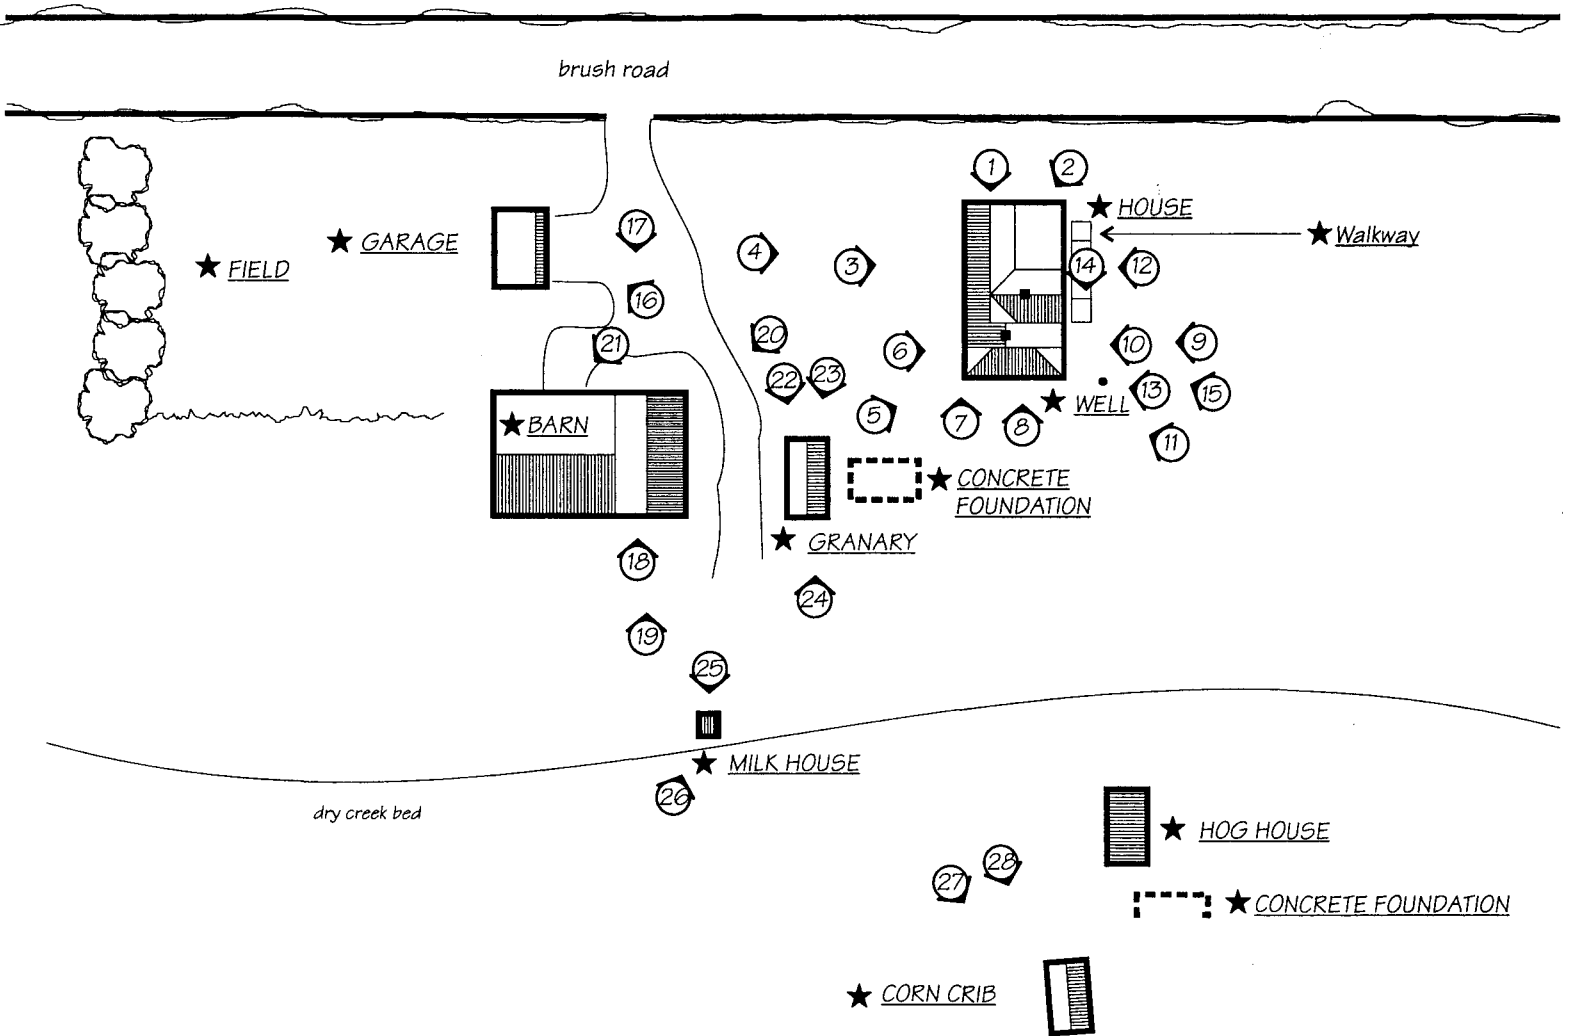 brush road
1
2
HOUSE
Walkway
17
4
3
14
12
GARAGE
FIELD
16
20
21
6
10
9
22
23
13
15
WELL
5
7
8
11
BARN
CONCRETE
FOUNDATION
GRANARY
18
24
19
25
MILK HOUSE
26
dry creek bed
HOG HOUSE
28
27
CONCRETE FOUNDATION
CORN CRIB